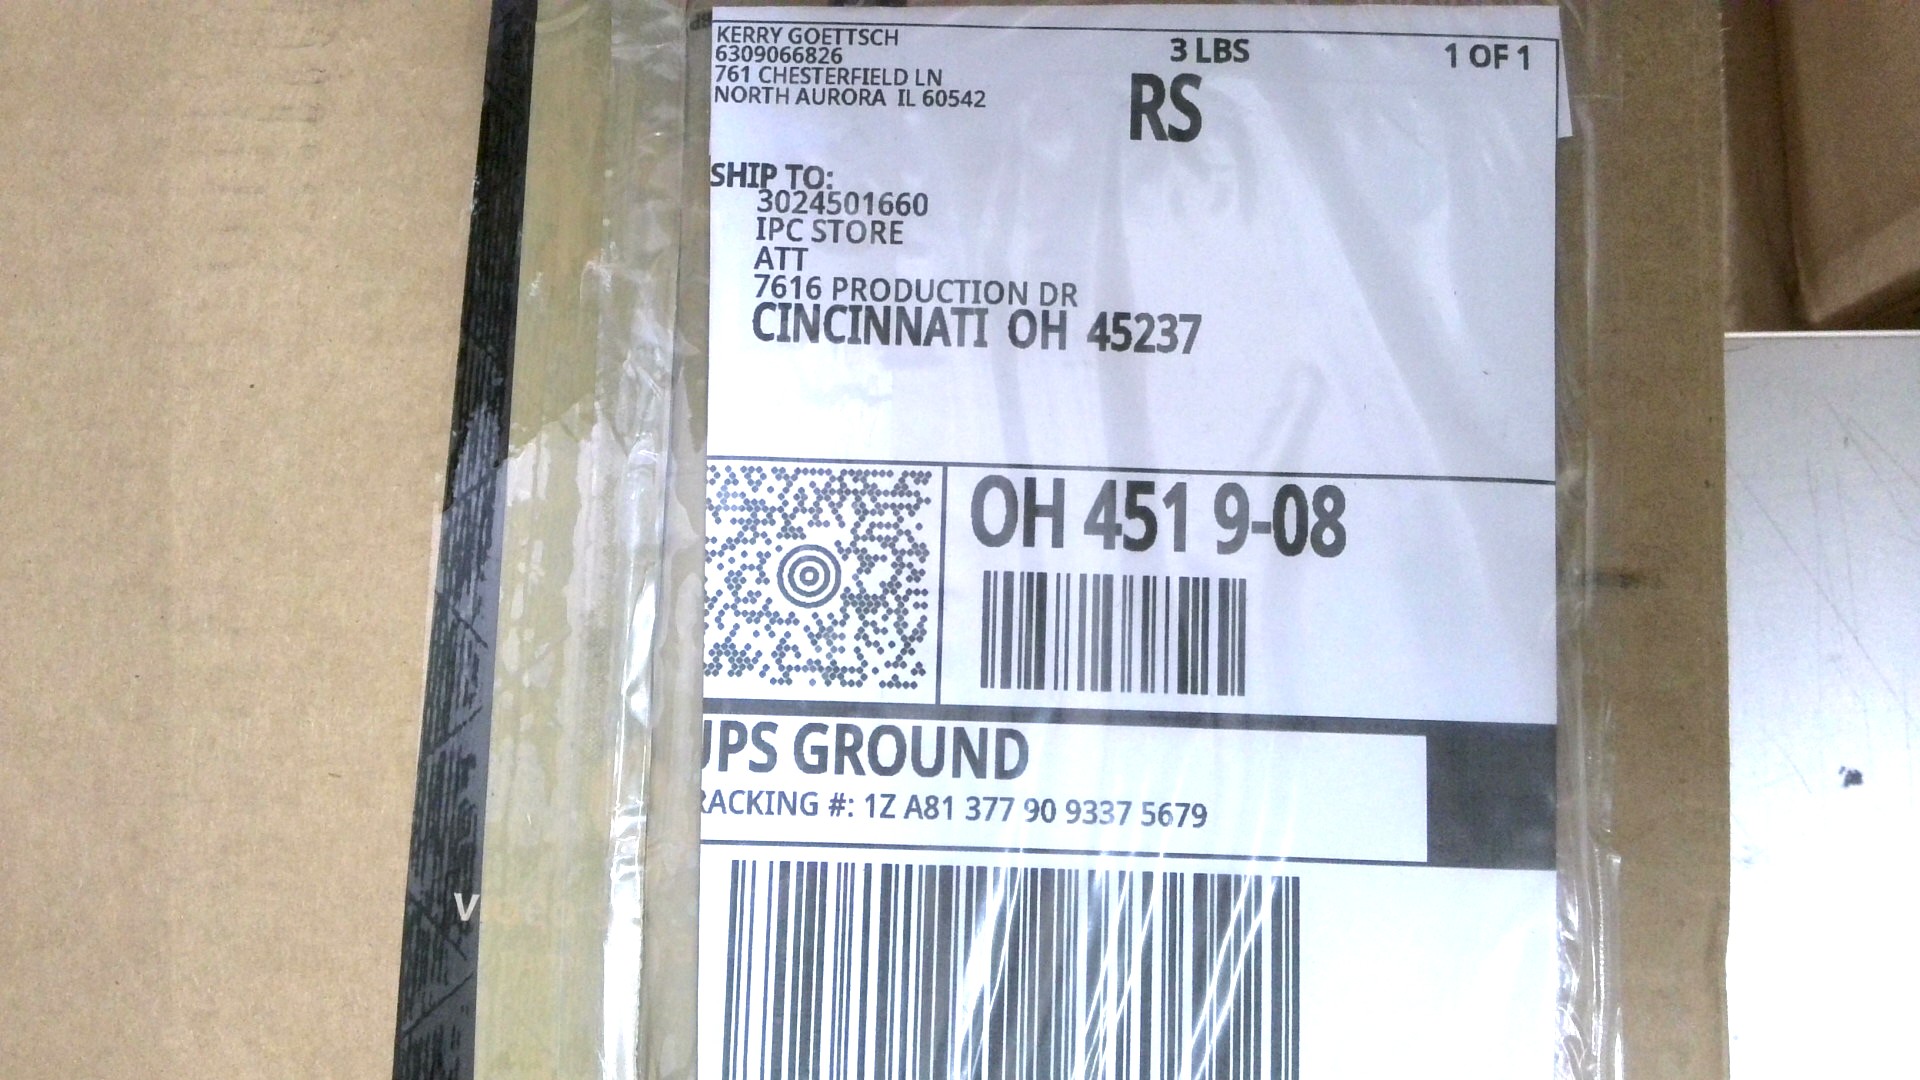 KERRY GOETTSCH
6309066826
761 CHESTERFIELD LN
NORTH AURORA IL 60542
3 LBS
1 OF 1
RS
SHIP TO:
3024501660
IPC STORE
ATT
7616 PRODUCTION DR
CINCINNATI OH 45237
OH 451 9-08
UPS GROUND
RACKING #: 1Z A81 377 90 9337 5679